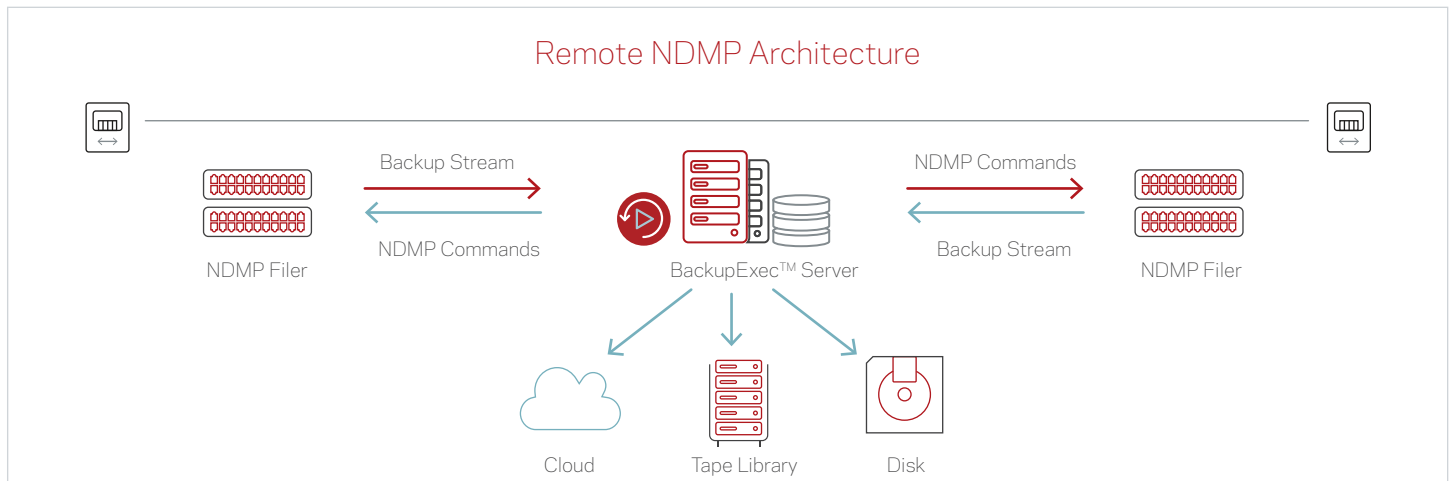 Remote NDMP Architecture
Backup Stream
NDMP Commands
NDMP Filer
BackupExec™ Server
NDMP Commands
Backup Stream
NDMP Filer
Cloud
Tape Library
Disk